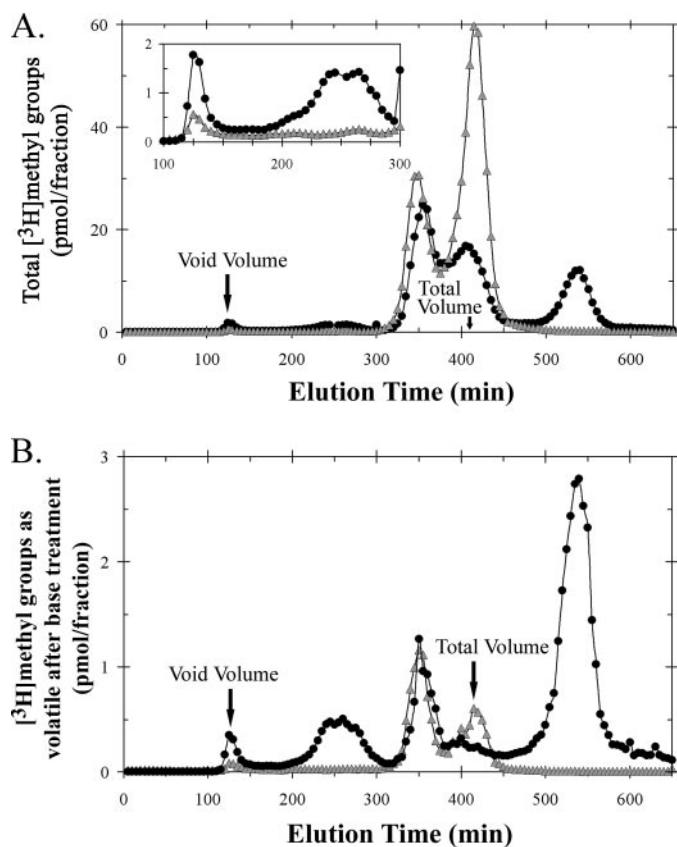 A.
Total [³H]methyl groups
(pmol/fraction)
60
40
20
0
2
1
0
100
200
300
Void Volume
Total
Volume
0
100
200
300
400
500
600
Elution Time (min)
B.
[³H]methyl groups as
volatile after base treatment
(pmol/fraction)
3
2
1
0
Void Volume
Total Volume
0
100
200
300
400
500
600
Elution Time (min)